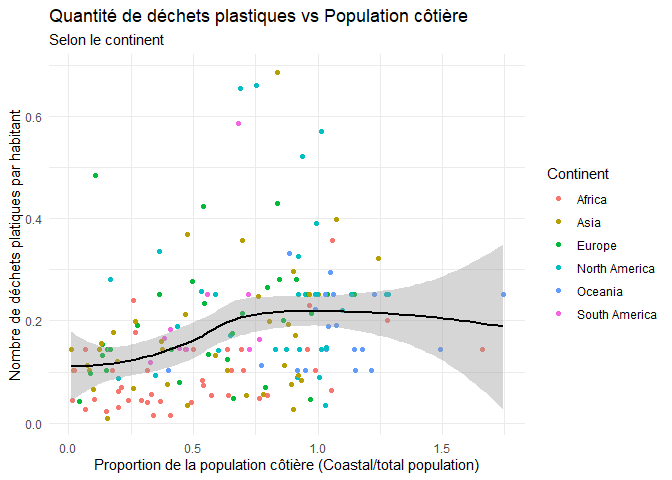 Quantité de déchets plastiques vs Population côtière
Selon le continent
Nombre de déchets platiques par habitant
0.6
0.4
0.2
0.0
0.0
0.5
1.0
1.5
Proportion de la population côtière (Coastal/total population)
Continent
Africa
Asia
Europe
North America
Oceania
South America